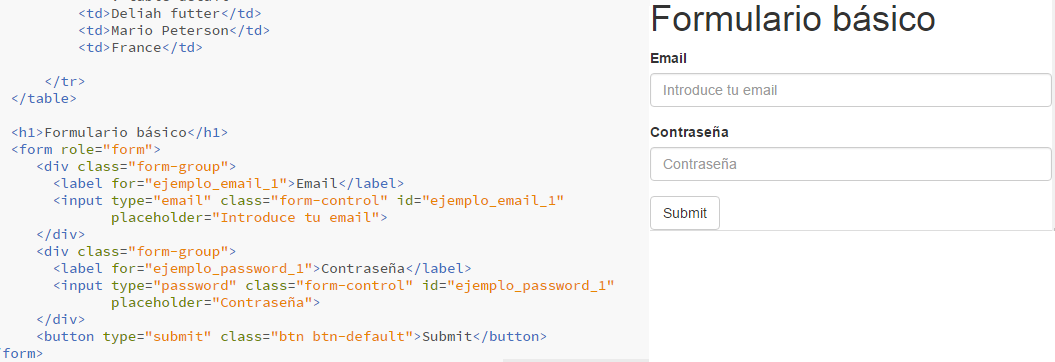 <td>Deliah futter</td>
<td>Mario Peterson</td>
<td>France</td>
</tr>
</table>
<h1>Formulario básico</h1>
<form role="form">
<div class="form-group">
<label for="ejemplo_email_1">Email</label>
<input type="email" class="form-control" id="ejemplo_email_1"
placeholder="Introduce tu email">
</div>
<div class="form-group">
<label for="ejemplo_password_1">Contraseña</label>
<input type="password" class="form-control" id="ejemplo_password_1"
placeholder="Contraseña">
</div>
<button type="submit" class="btn btn-default">Submit</button>
/form>
Formulario básico
Email
Introduce tu email
Contraseña
Contraseña
Submit